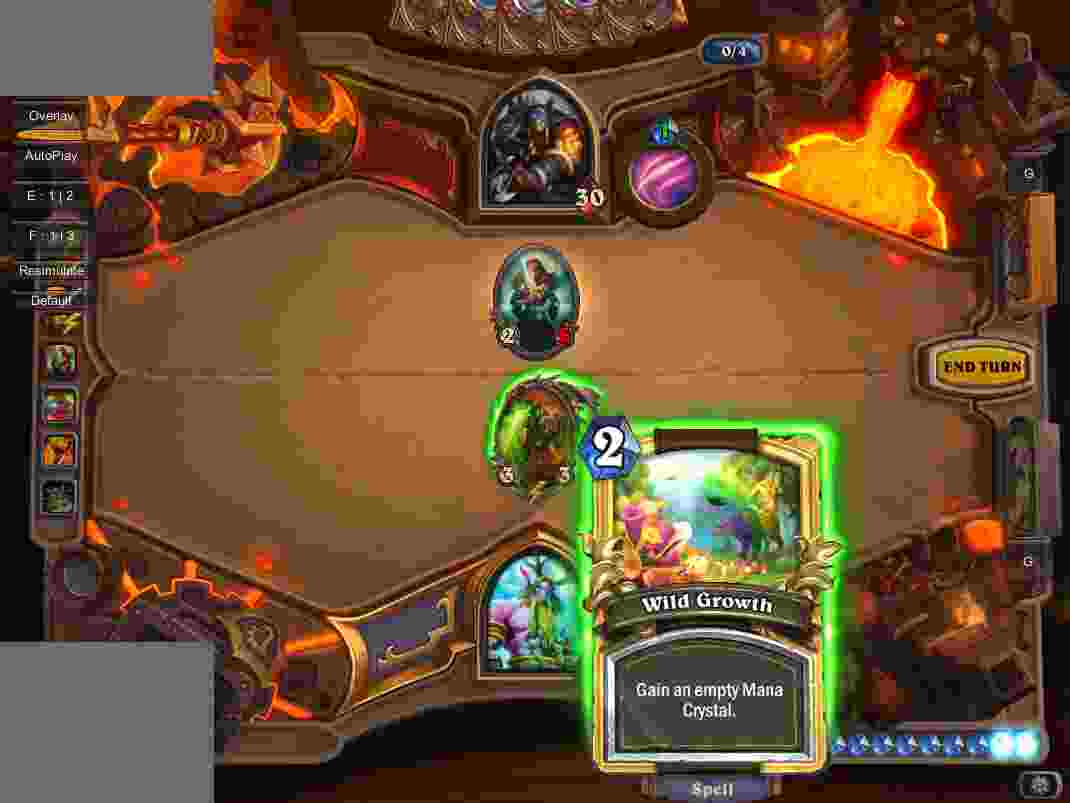 0/4
Overlay
AutoPlay
E : 1 | 2
F : 1 | 3
Resimulate
Default
G
30
2
END TURN
3 3
2
Wild Growth
Gain an empty Mana
Crystal.
Spell
G